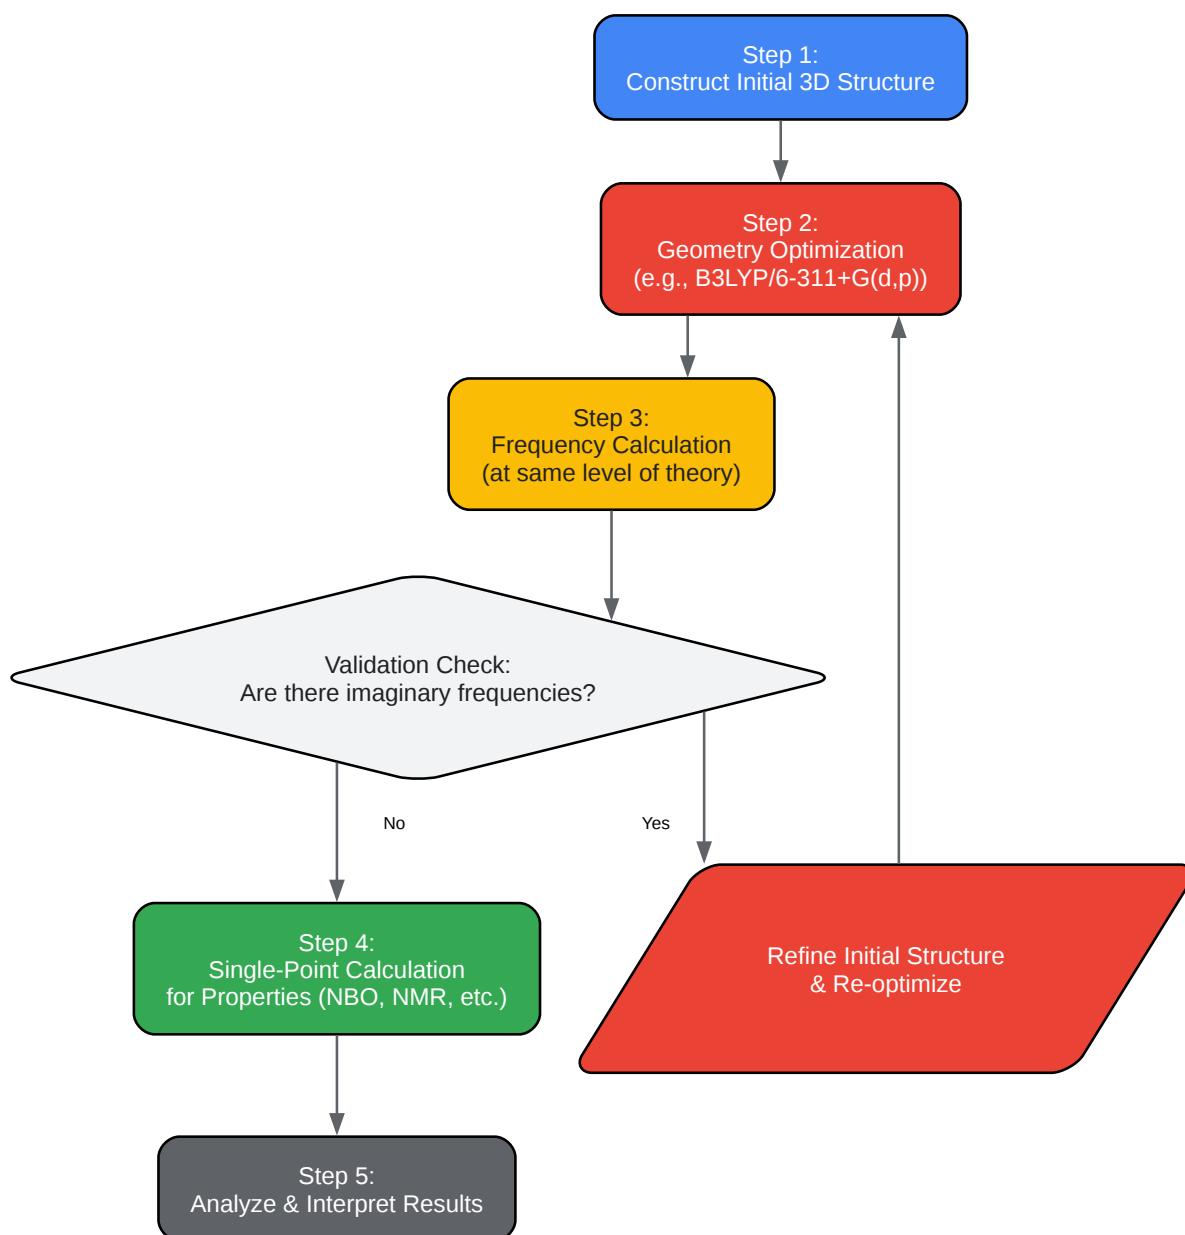 Step 1:
Construct Initial 3D Structure
Step 2:
Geometry Optimization
(e.g., B3LYP/6-311+G(d,p))
Step 3:
Frequency Calculation
(at same level of theory)
Validation Check:
Are there imaginary frequencies?
No
Yes
Step 4:
Single-Point Calculation
for Properties (NBO, NMR, etc.)
Refine Initial Structure
& Re-optimize
Step 5:
Analyze & Interpret Results